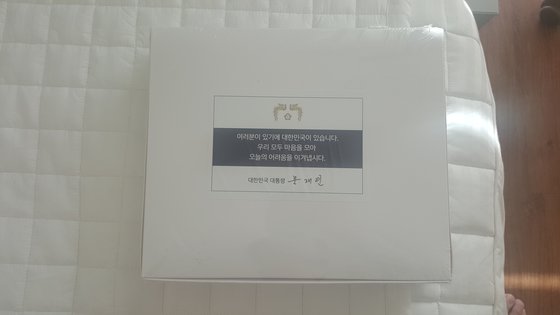 여러분이 있기에 대한민국이 있습니다.
우리 모두 마음을 모아
오늘의 어려움을 이겨냅시다.
대한민국 대통령 문재인